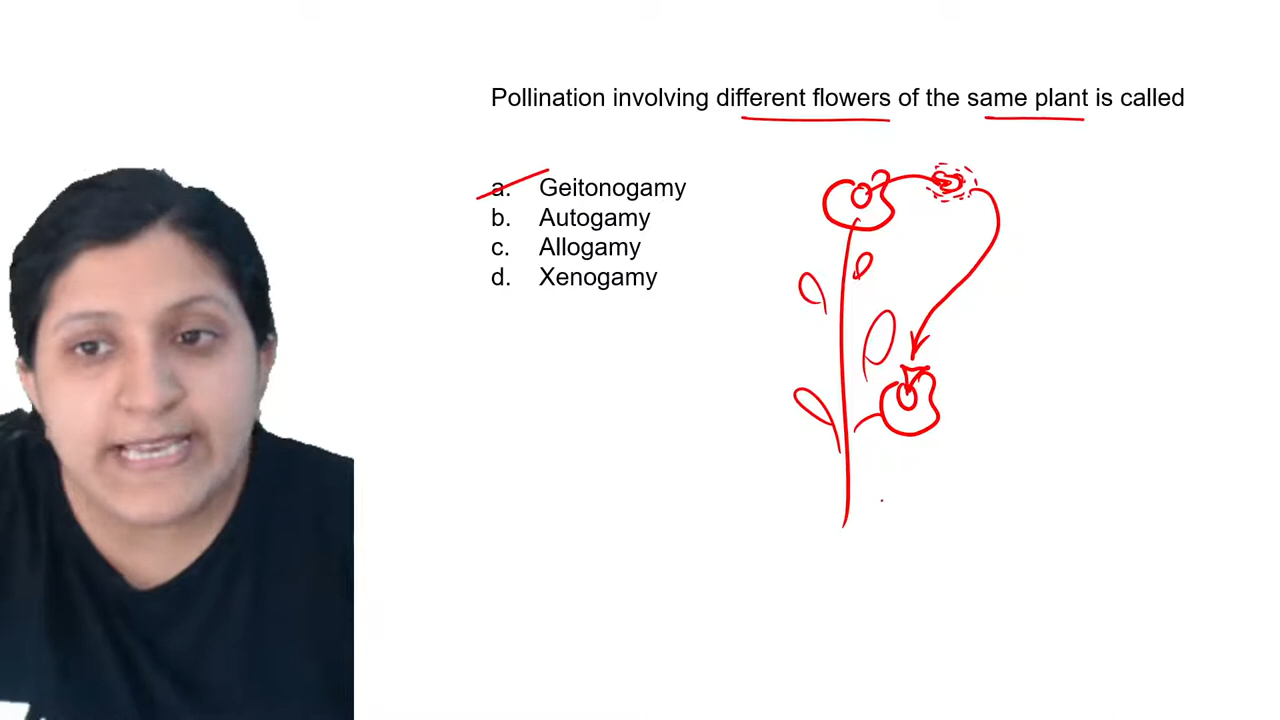 Pollination involving different flowers of the same plant is called
a. Geitonogamy
b. Autogamy
c. Allogamy
d. Xenogamy